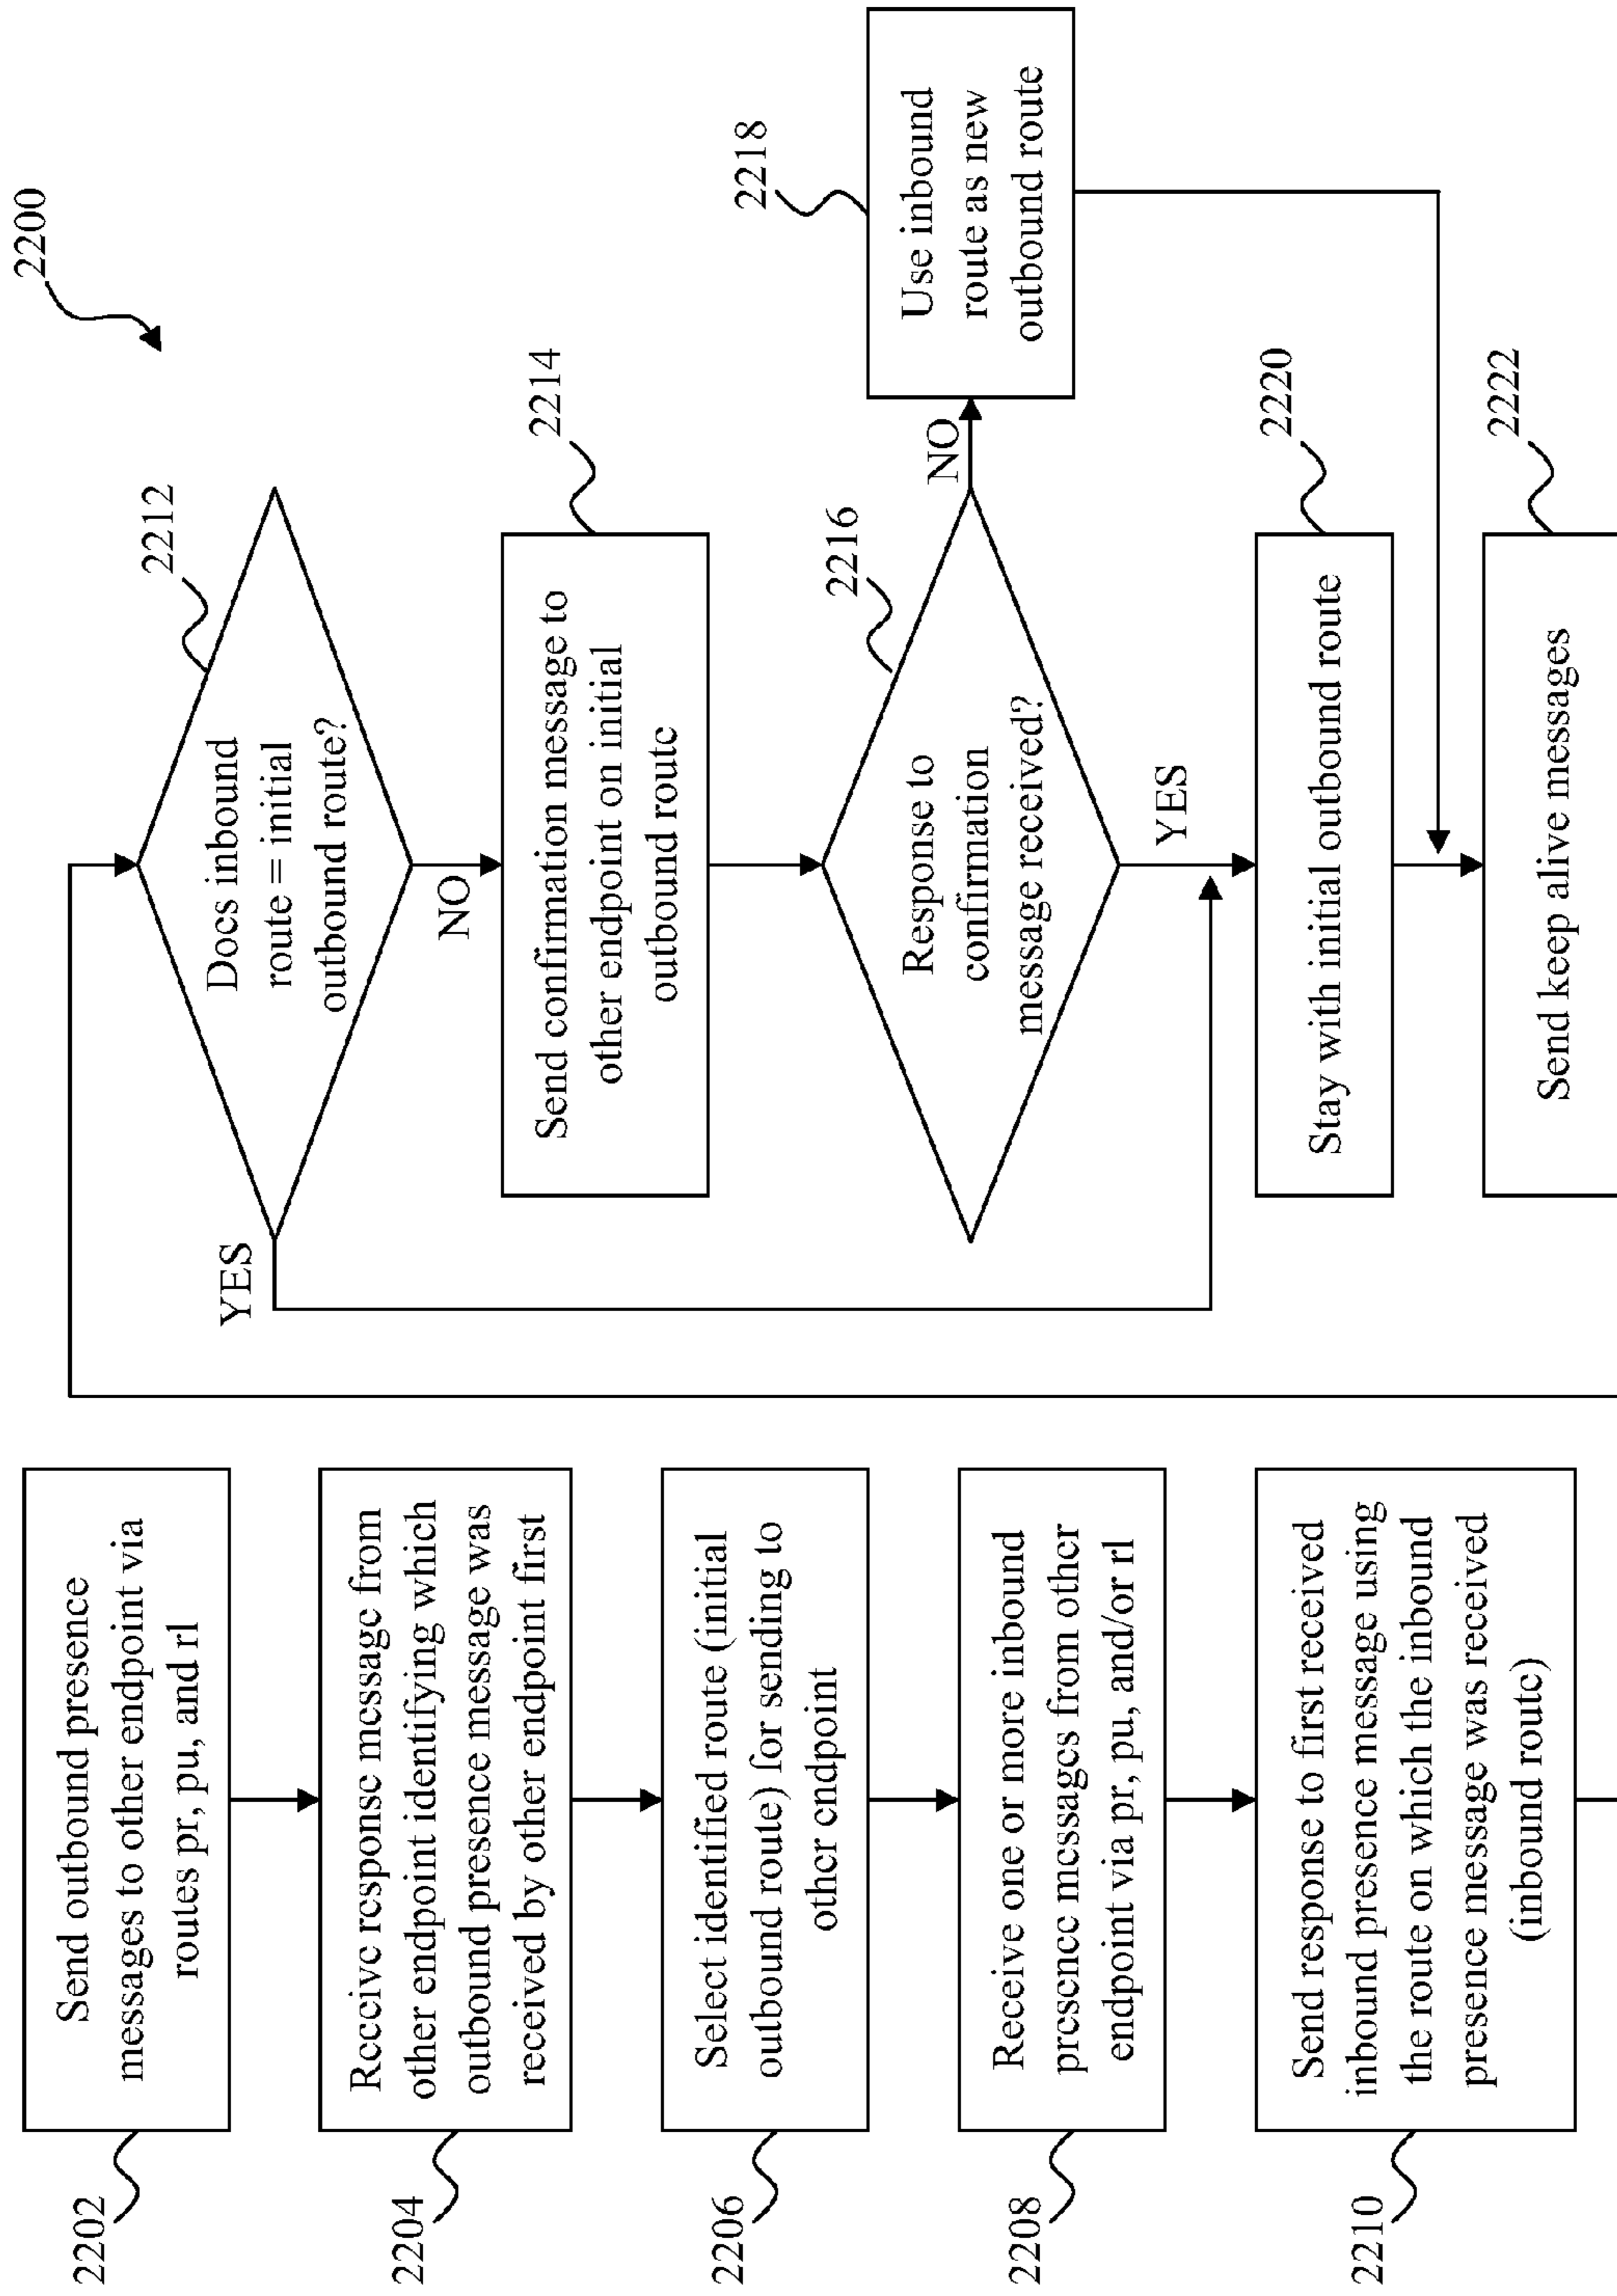 2200
2202
Send outbound presence
messages to other endpoint via
routes pr, pu, and rl
2204
Receive response message from
other endpoint identifying which
outbound presence message was
received by other endpoint first
2206
Select identified route (initial
outbound route) for sending to
other endpoint
2208
Receive one or more inbound
presence messages from other
endpoint via pr, pu, and/or rl
2210
Send response to first received
inbound presence message using
the route on which the inbound
presence message was received
(inbound route)
2212
Does inbound
route = initial
outbound route?
YES
NO
2214
Send confirmation message to
other endpoint on initial
outbound route
2216
Response to
confirmation
message received?
NO
YES
2218
Use inbound
route as new
outbound route
2220
Stay with initial outbound route
2222
Send keep alive messages